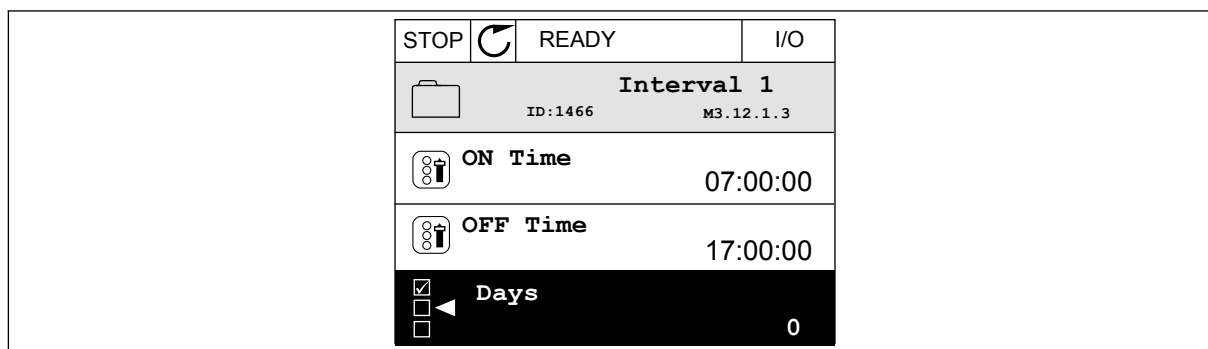 STOP READY I/O
Interval 1
ID:1466 M3.12.1.3
ON Time
07:00:00
OFF Time
17:00:00
Days
0